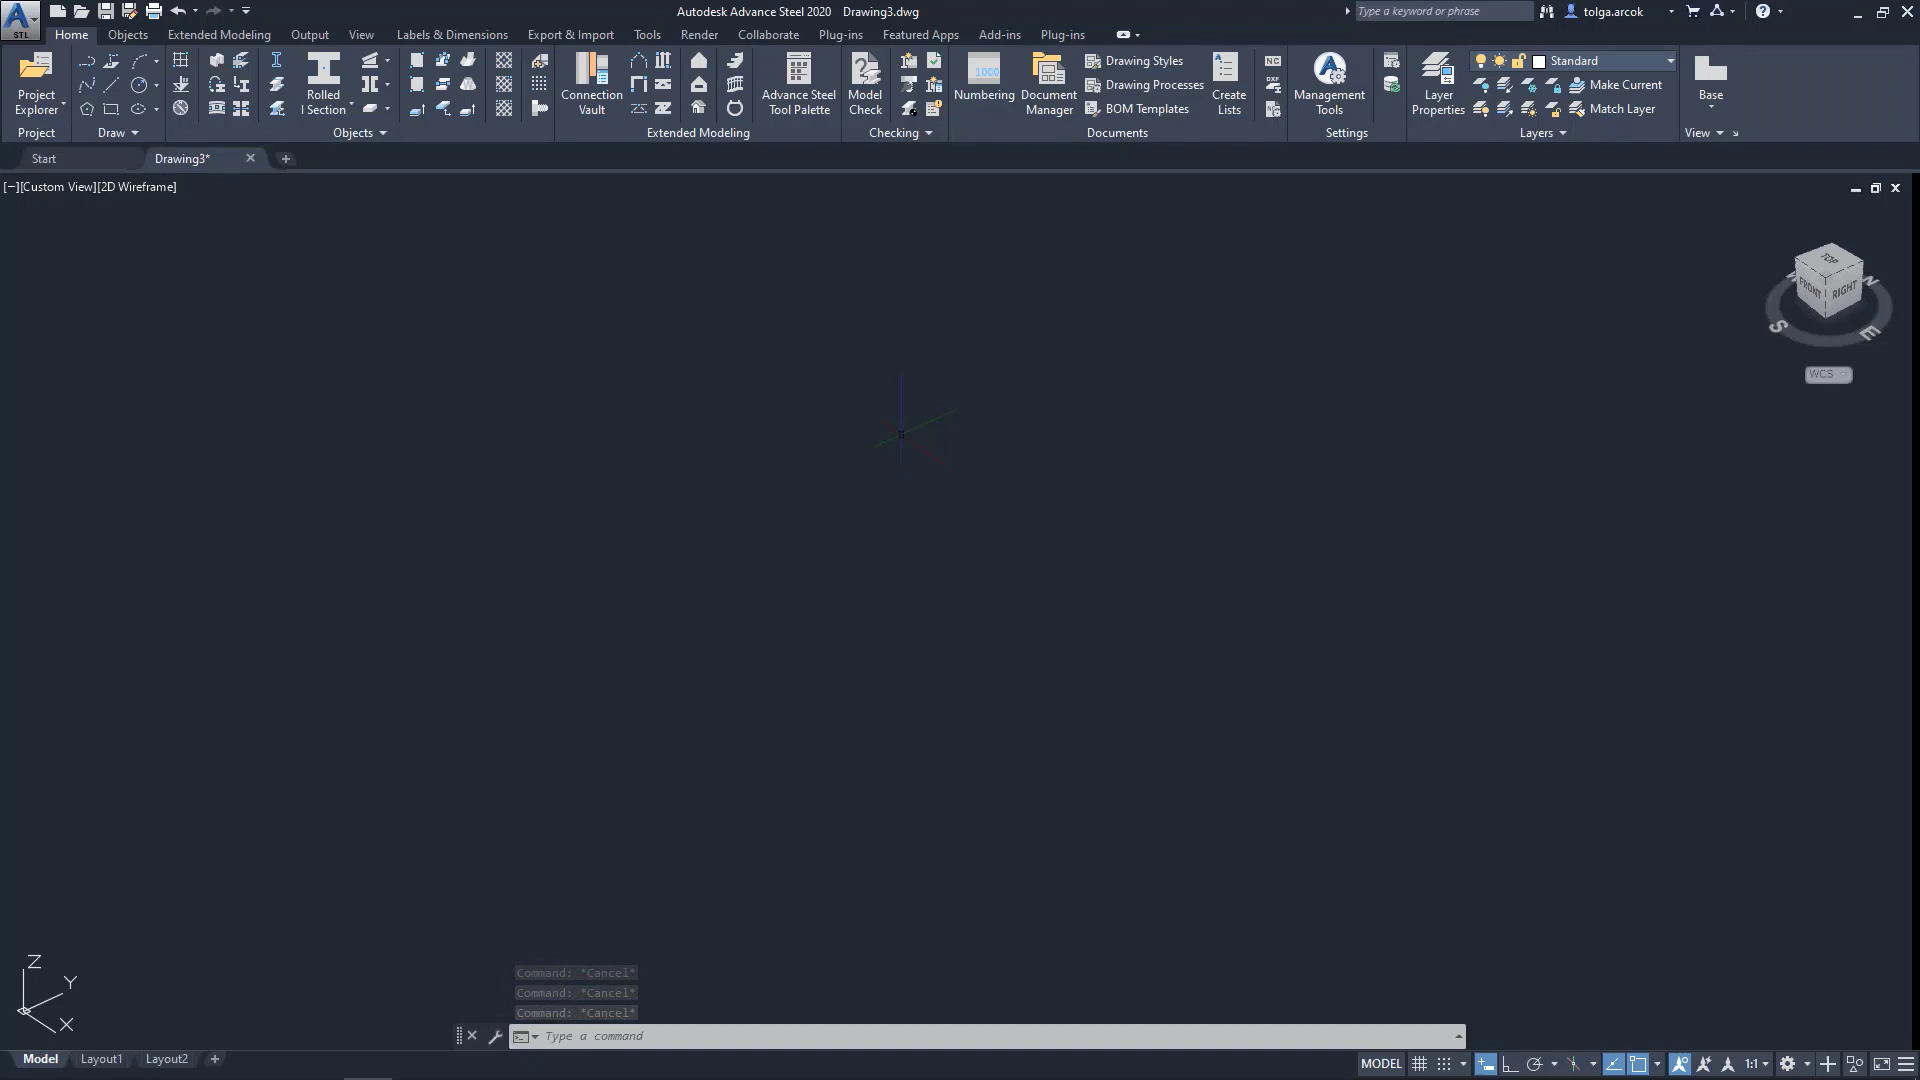 STL
Autodesk Advance Steel 2020 Drawing3.dwg
Type a keyword or phrase
tolga.arcok
Home Objects Extended Modeling Output View Labels & Dimensions Export & Import Tools Render Collaborate Plug-ins Featured Apps Add-ins Plug-ins
Project Explorer
Rolled I Section
Connection Vault
Advance Steel Tool Palette
Model Check
1000
Numbering
Document Manager
Drawing Styles
Drawing Processes
BOM Templates
Create Lists
NC
DXF
Management Tools
Layer Properties
Standard
Make Current
Match Layer
Base
Project Draw Objects Extended Modeling Checking Documents Settings Layers View
Start Drawing3*
[−][Custom View][2D Wireframe]
TOP
FRONT
RIGHT
S
E
WCS
Z
Y
X
Command: *Cancel*
Command: *Cancel*
Command: *Cancel*
Type a command
Model Layout1 Layout2
MODEL
1:1